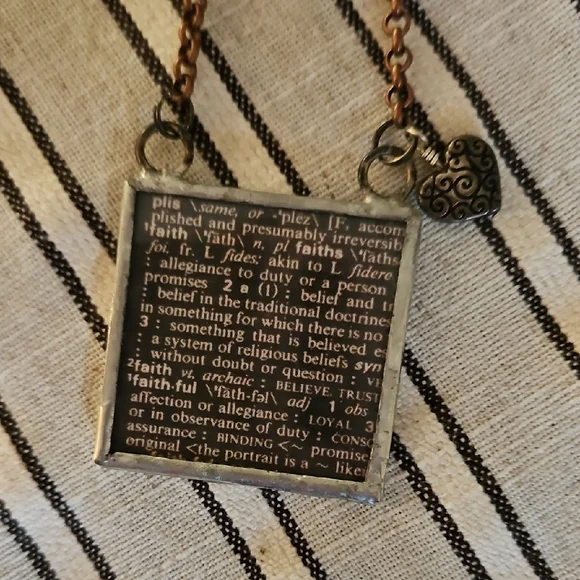 plis \same, or -ˈplez\ [F, accom
plished and presumably irreversib
¹faith \ˈfāth\ n, pl faiths \ˈfāths
foi, fr. L fides; akin to L fidere
: allegiance to duty or a person
promises 2 a (1) : belief and tr
: belief in the traditional doctrine
in something for which there is no
3 : something that is believed es
: a system of religious beliefs syn
: without doubt or question : VE
²faith vt, archaic : BELIEVE, TRUST
¹faith·ful \ˈfāth-fəl\ adj 1 obs
affection or allegiance : LOYAL 3
or in observance of duty : CONSC
assurance : BINDING <~ promise
original <the portrait is a ~ liken